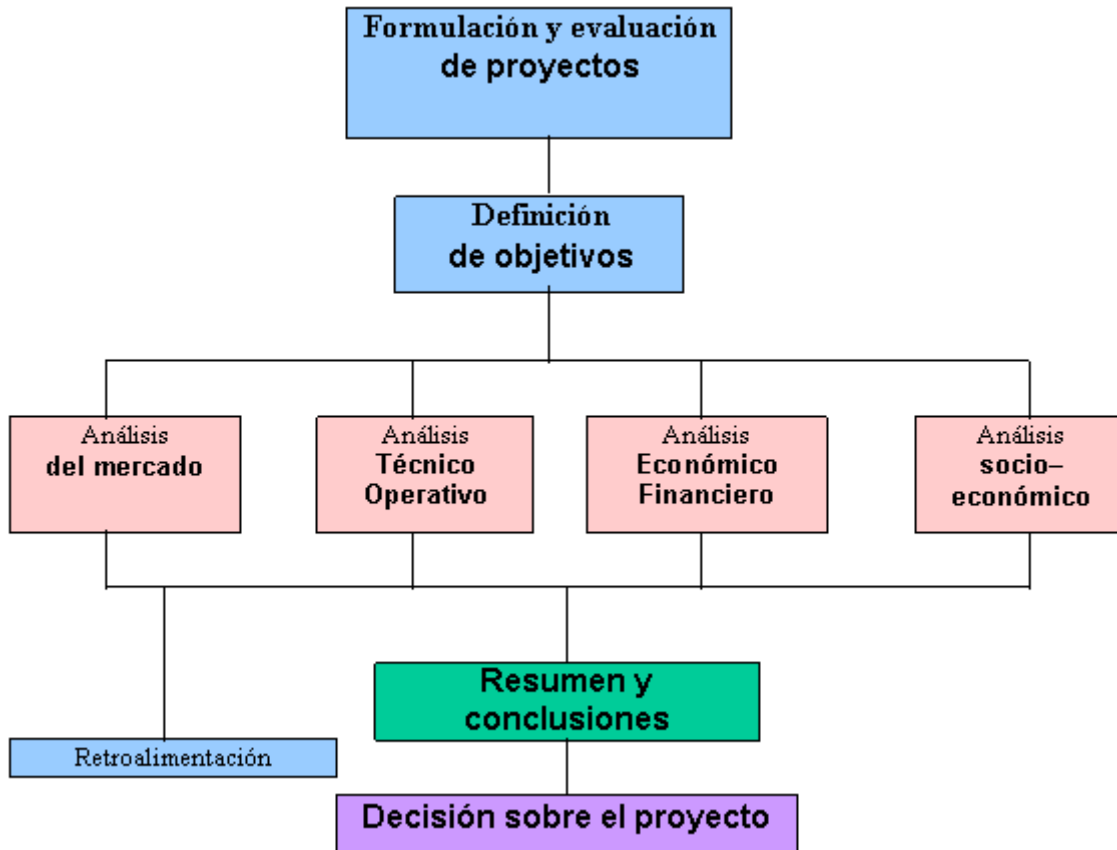 Formulación y evaluación
de proyectos
Definición
de objetivos
Análisis
del mercado
Análisis
Técnico
Operativo
Análisis
Económico
Financiero
Análisis
socio–
económico
Resumen y
conclusiones
Retroalimentación
Decisión sobre el proyecto